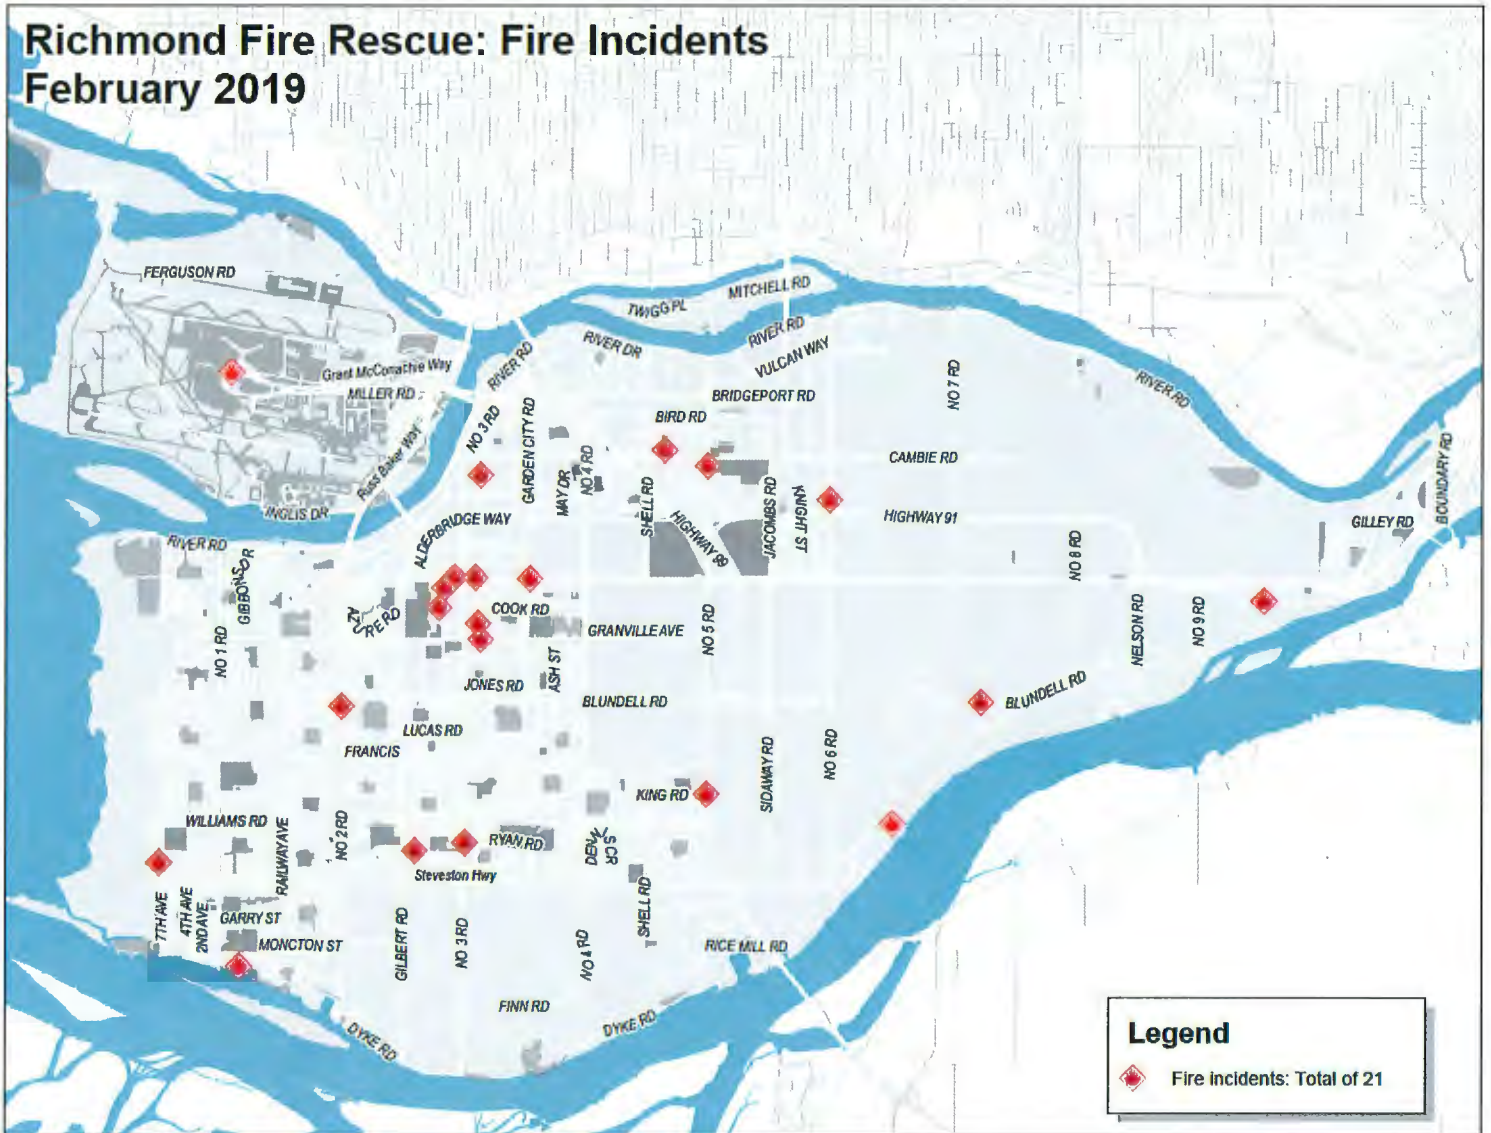 Richmond Fire Rescue: Fire Incidents
February 2019
FERGUSON RD
MITCHELL RD
TWIGG PL
RIVER RD
RIVER DR
VULCAN WAY
RIVER RD
Grant McConachie Way
MILLER RD
BRIDGEPORT RD
NO 7 RD
RIVER RD
BIRD RD
NO 3 RD
GARDEN CITY RD
Russ Baker Way
CAMBIE RD
BOUNDARY RD
MAY DR
NO 4 RD
SHELL RD
JACOMBS RD
KNIGHT ST
INGLIS DR
ALDERBRIDGE WAY
HIGHWAY 99
HIGHWAY 91
GILLEY RD
RIVER RD
GIBBONS DR
NO 8 RD
AZURE RD
COOK RD
GRANVILLE AVE
NO 5 RD
NELSON RD
NO 9 RD
NO 1 RD
ASH ST
JONES RD
BLUNDELL RD
BLUNDELL RD
LUCAS RD
FRANCIS
SIDAWAY RD
NO 6 RD
KING RD
WILLIAMS RD
RAILWAY AVE
NO 2 RD
RYAN RD
DENNIS CR
Steveston Hwy
7TH AVE
4TH AVE
2ND AVE
GARRY ST
MONCTON ST
GILBERT RD
NO 3 RD
NO 4 RD
SHELL RD
RICE MILL RD
FINN RD
DYKE RD
DYKE RD
Legend
Fire incidents: Total of 21